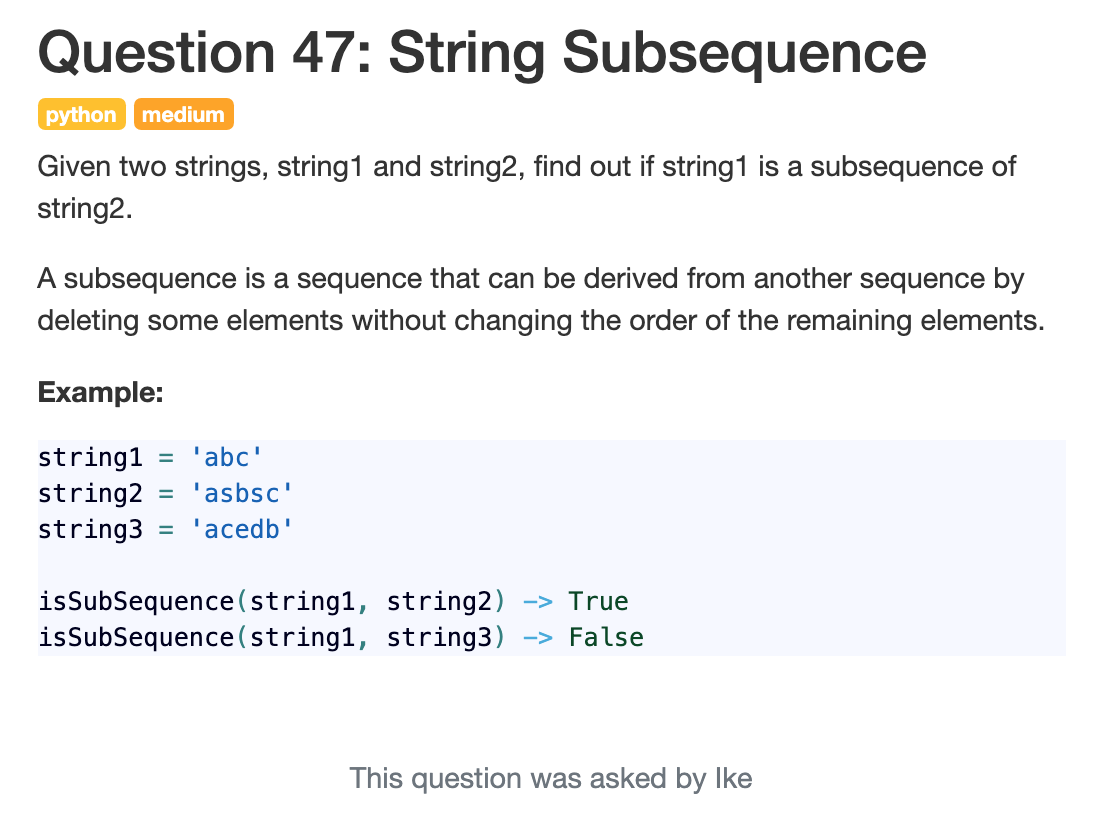 Question 47: String Subsequence
python medium
Given two strings, string1 and string2, find out if string1 is a subsequence of
string2.
A subsequence is a sequence that can be derived from another sequence by
deleting some elements without changing the order of the remaining elements.
Example:
string1 = 'abc'
string2 = 'asbsc'
string3 = 'acedb'
isSubSequence(string1, string2) -> True
isSubSequence(string1, string3) -> False
This question was asked by Ike